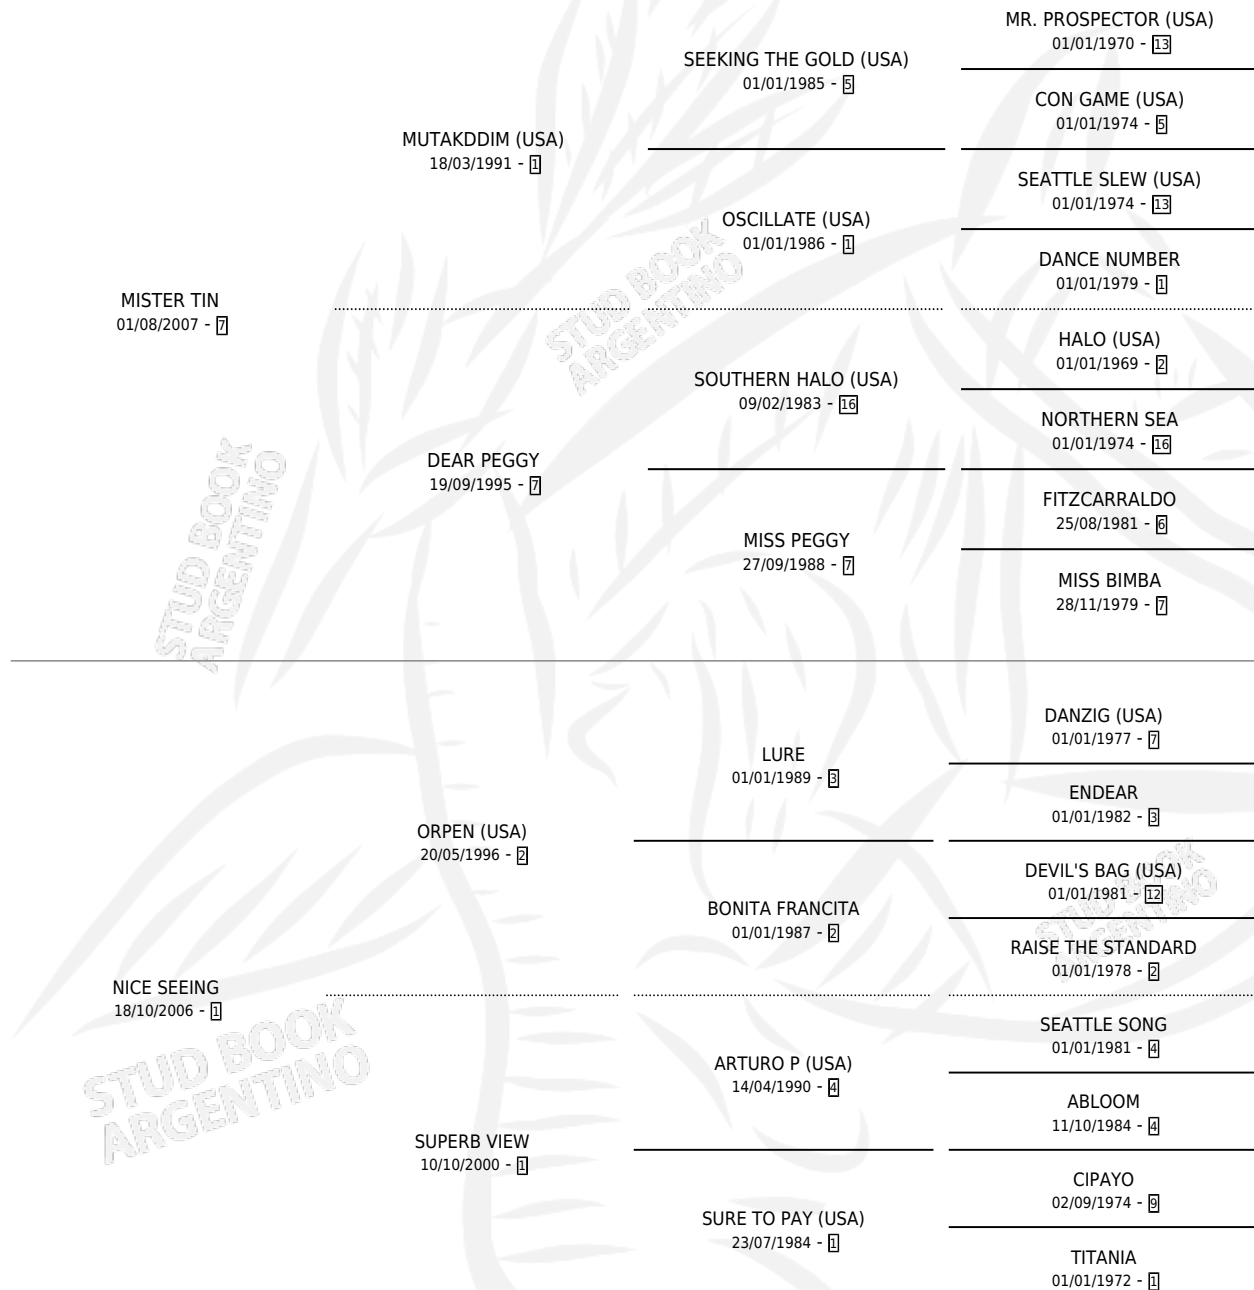 MR. PROSPECTOR (USA)
01/01/1970 - 13
SEEKING THE GOLD (USA)
01/01/1985 - 5
CON GAME (USA)
01/01/1974 - 5
MUTAKDDIM (USA)
18/03/1991 - 1
SEATTLE SLEW (USA)
01/01/1974 - 13
OSCILLATE (USA)
01/01/1986 - 1
DANCE NUMBER
01/01/1979 - 1
MISTER TIN
01/08/2007 - 7
HALO (USA)
01/01/1969 - 2
SOUTHERN HALO (USA)
09/02/1983 - 16
NORTHERN SEA
01/01/1974 - 16
DEAR PEGGY
19/09/1995 - 7
FITZCARRALDO
25/08/1981 - 6
MISS PEGGY
27/09/1988 - 7
MISS BIMBA
28/11/1979 - 7
STUD BOOK
ARGENTINO
STUD BOOK
ARGENTINO
DANZIG (USA)
01/01/1977 - 7
LURE
01/01/1989 - 3
ENDEAR
01/01/1982 - 3
ORPEN (USA)
20/05/1996 - 2
DEVIL'S BAG (USA)
01/01/1981 - 12
BONITA FRANCITA
01/01/1987 - 2
RAISE THE STANDARD
01/01/1978 - 2
STUD BOOK
ARGENTINO
NICE SEEING
18/10/2006 - 1
SEATTLE SONG
01/01/1981 - 4
ARTURO P (USA)
14/04/1990 - 4
ABLOOM
11/10/1984 - 4
STUD BOOK
ARGENTINO
SUPERB VIEW
10/10/2000 - 1
CIPAYO
02/09/1974 - 9
SURE TO PAY (USA)
23/07/1984 - 1
TITANIA
01/01/1972 - 1